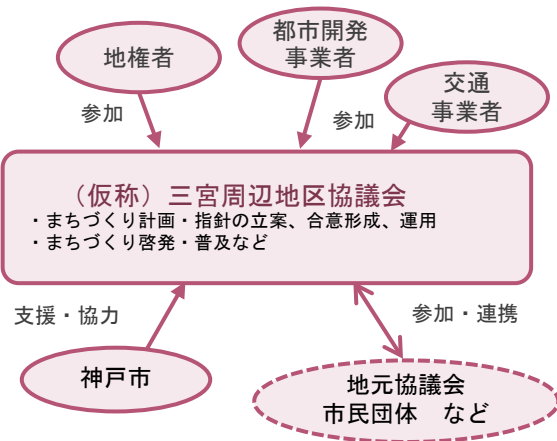 地権者
都市開発
事業者
交通
事業者
参加
参加
（仮称）三宮周辺地区協議会
・まちづくり計画・指針の立案、合意形成、運用
・まちづくり啓発・普及など
支援・協力
参加・連携
神戸市
地元協議会
市民団体　など